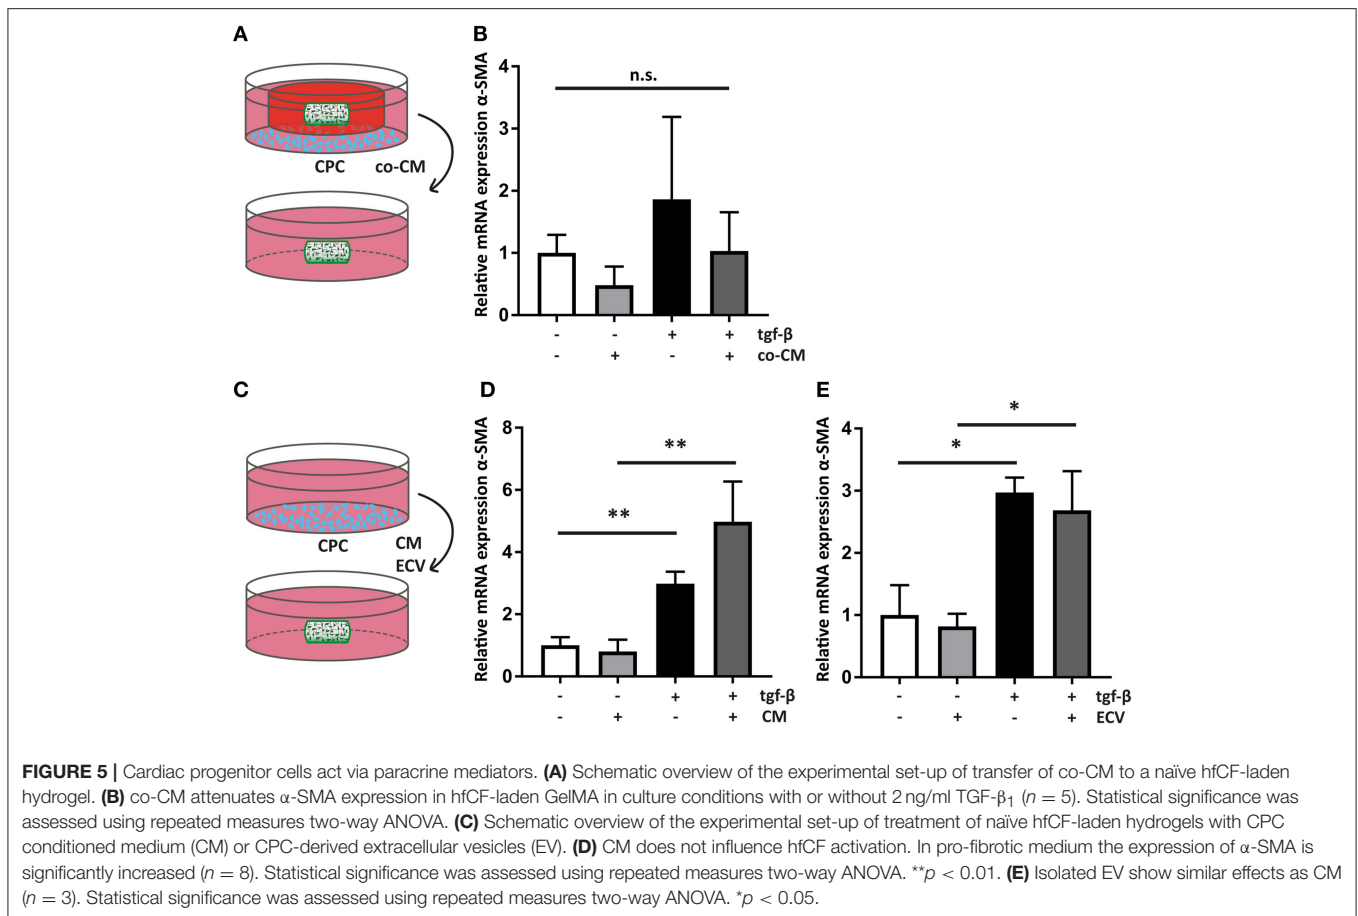 A
CPC
co-CM
B
Relative mRNA expression α-SMA
4
3
2
1
0
n.s.
- - + + tgf-β
- + - + co-CM
C
CPC
CM
ECV
D
Relative mRNA expression α-SMA
8
6
4
2
0
**
**
- - + + tgf-β
- + - + CM
E
Relative mRNA expression α-SMA
4
3
2
1
0
*
*
- - + + tgf-β
- + - + ECV
FIGURE 5 | Cardiac progenitor cells act via paracrine mediators. (A) Schematic overview of the experimental set-up of transfer of co-CM to a naïve hfCF-laden
hydrogel. (B) co-CM attenuates α-SMA expression in hfCF-laden GelMA in culture conditions with or without 2 ng/ml TGF-β₁ (n = 5). Statistical significance was
assessed using repeated measures two-way ANOVA. (C) Schematic overview of the experimental set-up of treatment of naïve hfCF-laden hydrogels with CPC
conditioned medium (CM) or CPC-derived extracellular vesicles (EV). (D) CM does not influence hfCF activation. In pro-fibrotic medium the expression of α-SMA is
significantly increased (n = 8). Statistical significance was assessed using repeated measures two-way ANOVA. **p < 0.01. (E) Isolated EV show similar effects as CM
(n = 3). Statistical significance was assessed using repeated measures two-way ANOVA. *p < 0.05.